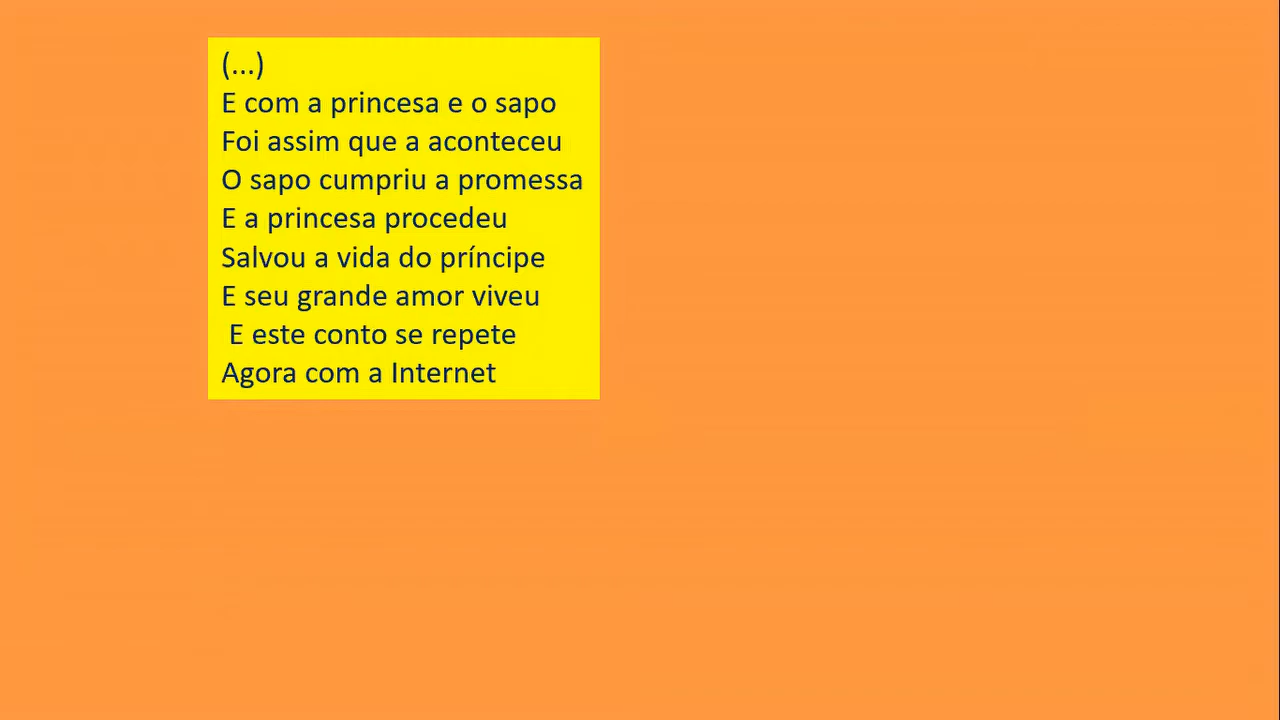 (...)
E com a princesa e o sapo
Foi assim que a aconteceu
O sapo cumpriu a promessa
E a princesa procedeu
Salvou a vida do príncipe
E seu grande amor viveu
E este conto se repete
Agora com a Internet